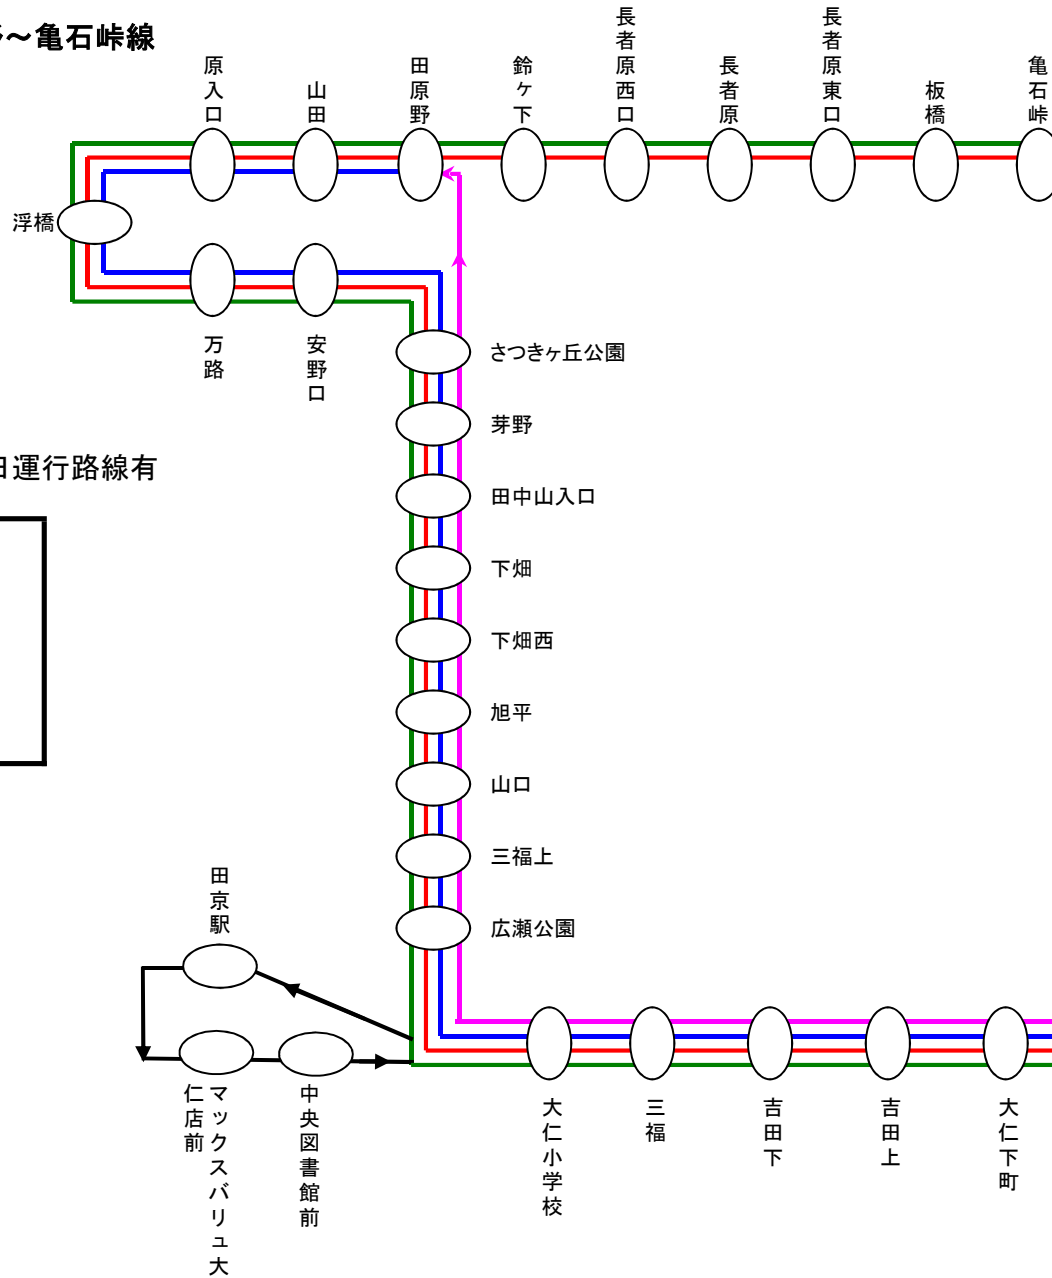 ～亀石峠線
原入口
山田
田原野
鈴ヶ下
長者原西口
長者原
長者原東口
板橋
亀石峠
浮橋
万路
安野口
さつきヶ丘公園
芽野
日運行路線有
田中山入口
下畑
下畑西
旭平
山口
三福上
広瀬公園
田京駅
マックスバリュ大
仁店前
中央図書館前
大仁小学校
三福
吉田下
吉田上
大仁下町